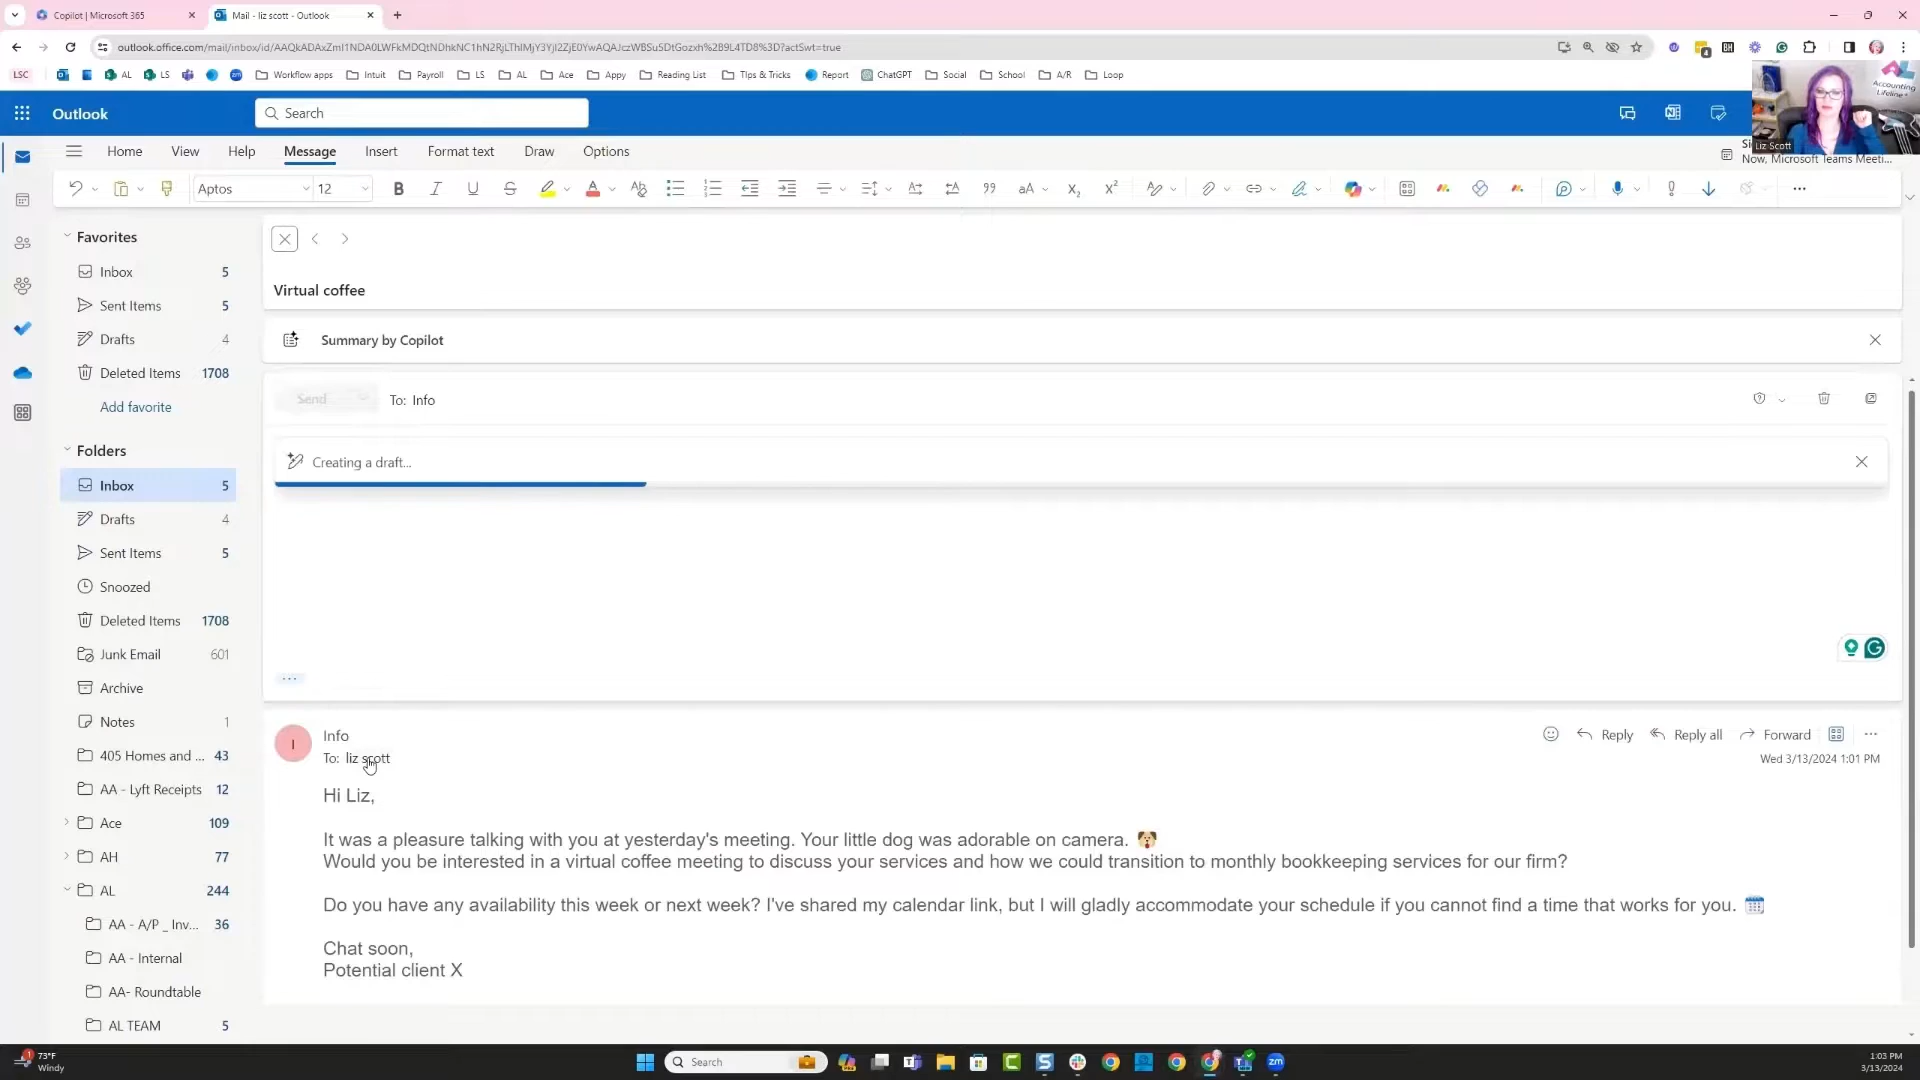 Copilot | Microsoft 365
Mail - liz scott - Outlook
outlook.office.com/mail/inbox/id/AAQkADAxZmI1NDA0LWFkMDQtNDhkNC1hN2RjLThlMjY3YjI2ZjE0YwAQAJczWBSu5DtGozxh%2B9L4TD8%3D?actSwt=true
LSC
AL
LS
Workflow apps
Intuit
Payroll
LS
AL
Ace
Appy
Reading List
Tips & Tricks
Report
ChatGPT
Social
School
A/R
Loop
Accounting
Lifeline
Liz Scott
Outlook
Search
Now, Microsoft Teams Meeti...
Home
View
Help
Message
Insert
Format text
Draw
Options
Aptos
12
Favorites
Inbox 5
Sent Items 5
Drafts 4
Deleted Items 1708
Add favorite
Folders
Inbox 5
Drafts 4
Sent Items 5
Snoozed
Deleted Items 1708
Junk Email 601
Archive
Notes 1
405 Homes and ... 43
AA - Lyft Receipts 12
Ace 109
AH 77
AL 244
AA - A/P _ Inv... 36
AA - Internal
AA- Roundtable
AL TEAM 5
Virtual coffee
Summary by Copilot
Send
To: Info
Creating a draft...
I
Info
To: liz scott
Reply
Reply all
Forward
Wed 3/13/2024 1:01 PM
Hi Liz,
It was a pleasure talking with you at yesterday's meeting. Your little dog was adorable on camera. 🐶
Would you be interested in a virtual coffee meeting to discuss your services and how we could transition to monthly bookkeeping services for our firm?
Do you have any availability this week or next week? I've shared my calendar link, but I will gladly accommodate your schedule if you cannot find a time that works for you. 📅
Chat soon,
Potential client X
1
73°F
Windy
Search
1:03 PM
3/13/2024